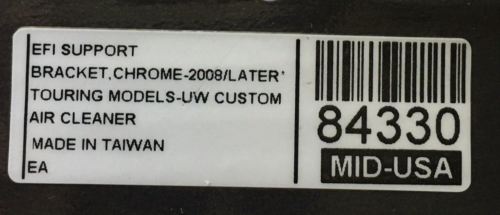 EFI SUPPORT
BRACKET,CHROME-2008/LATER*
TOURING MODELS-UW CUSTOM
AIR CLEANER
MADE IN TAIWAN
EA
84330
MID-USA